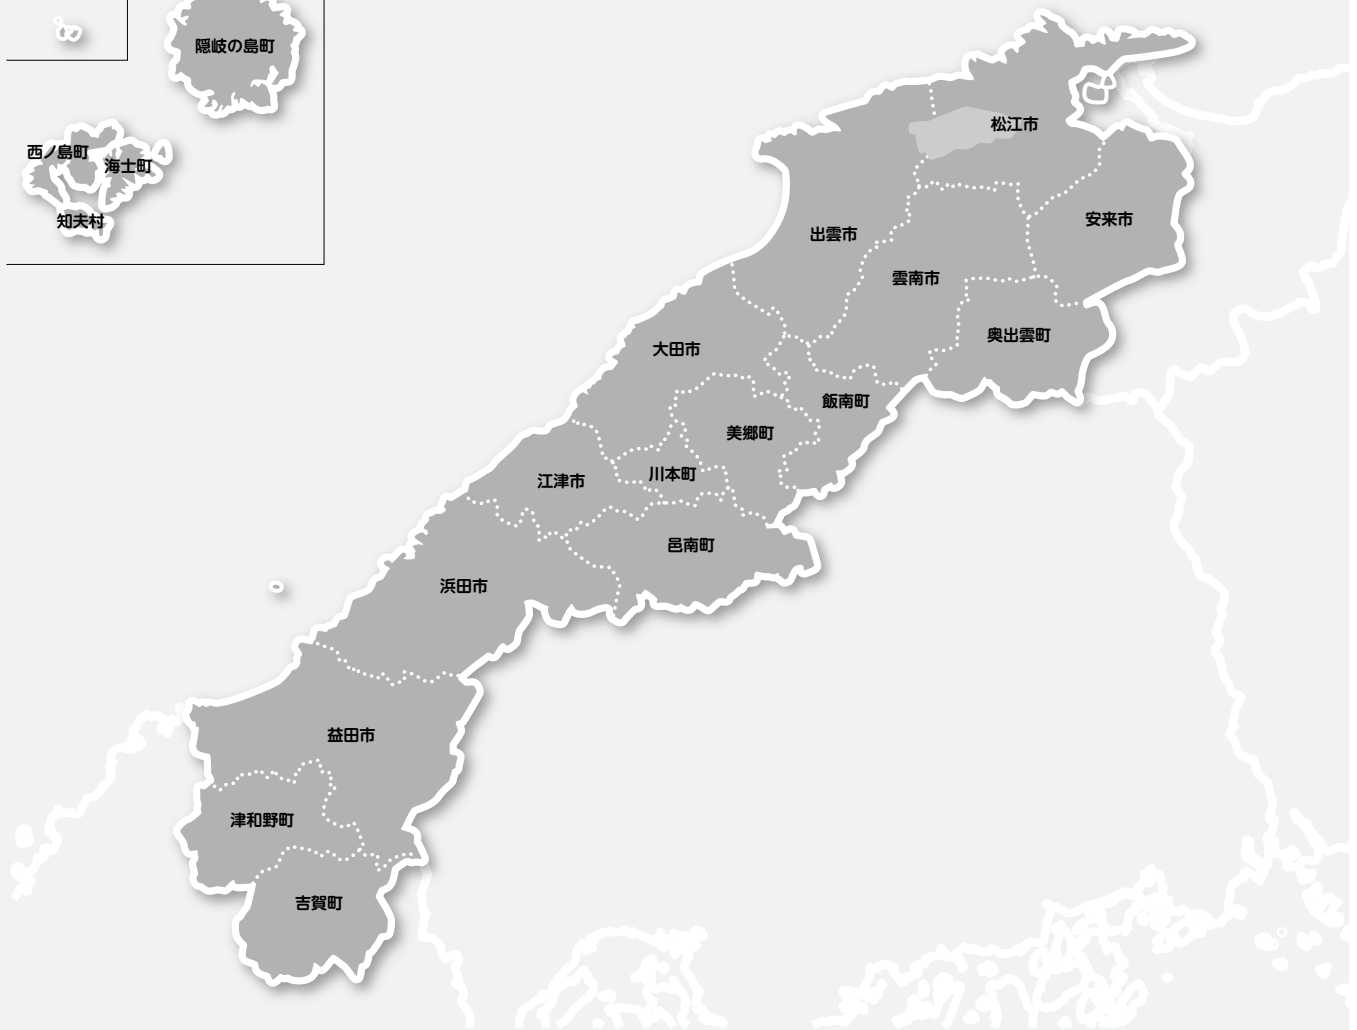 隠岐の島町
西ノ島町
海士町
知夫村
松江市
安来市
出雲市
雲南市
奥出雲町
大田市
飯南町
美郷町
川本町
江津市
邑南町
浜田市
益田市
津和野町
吉賀町